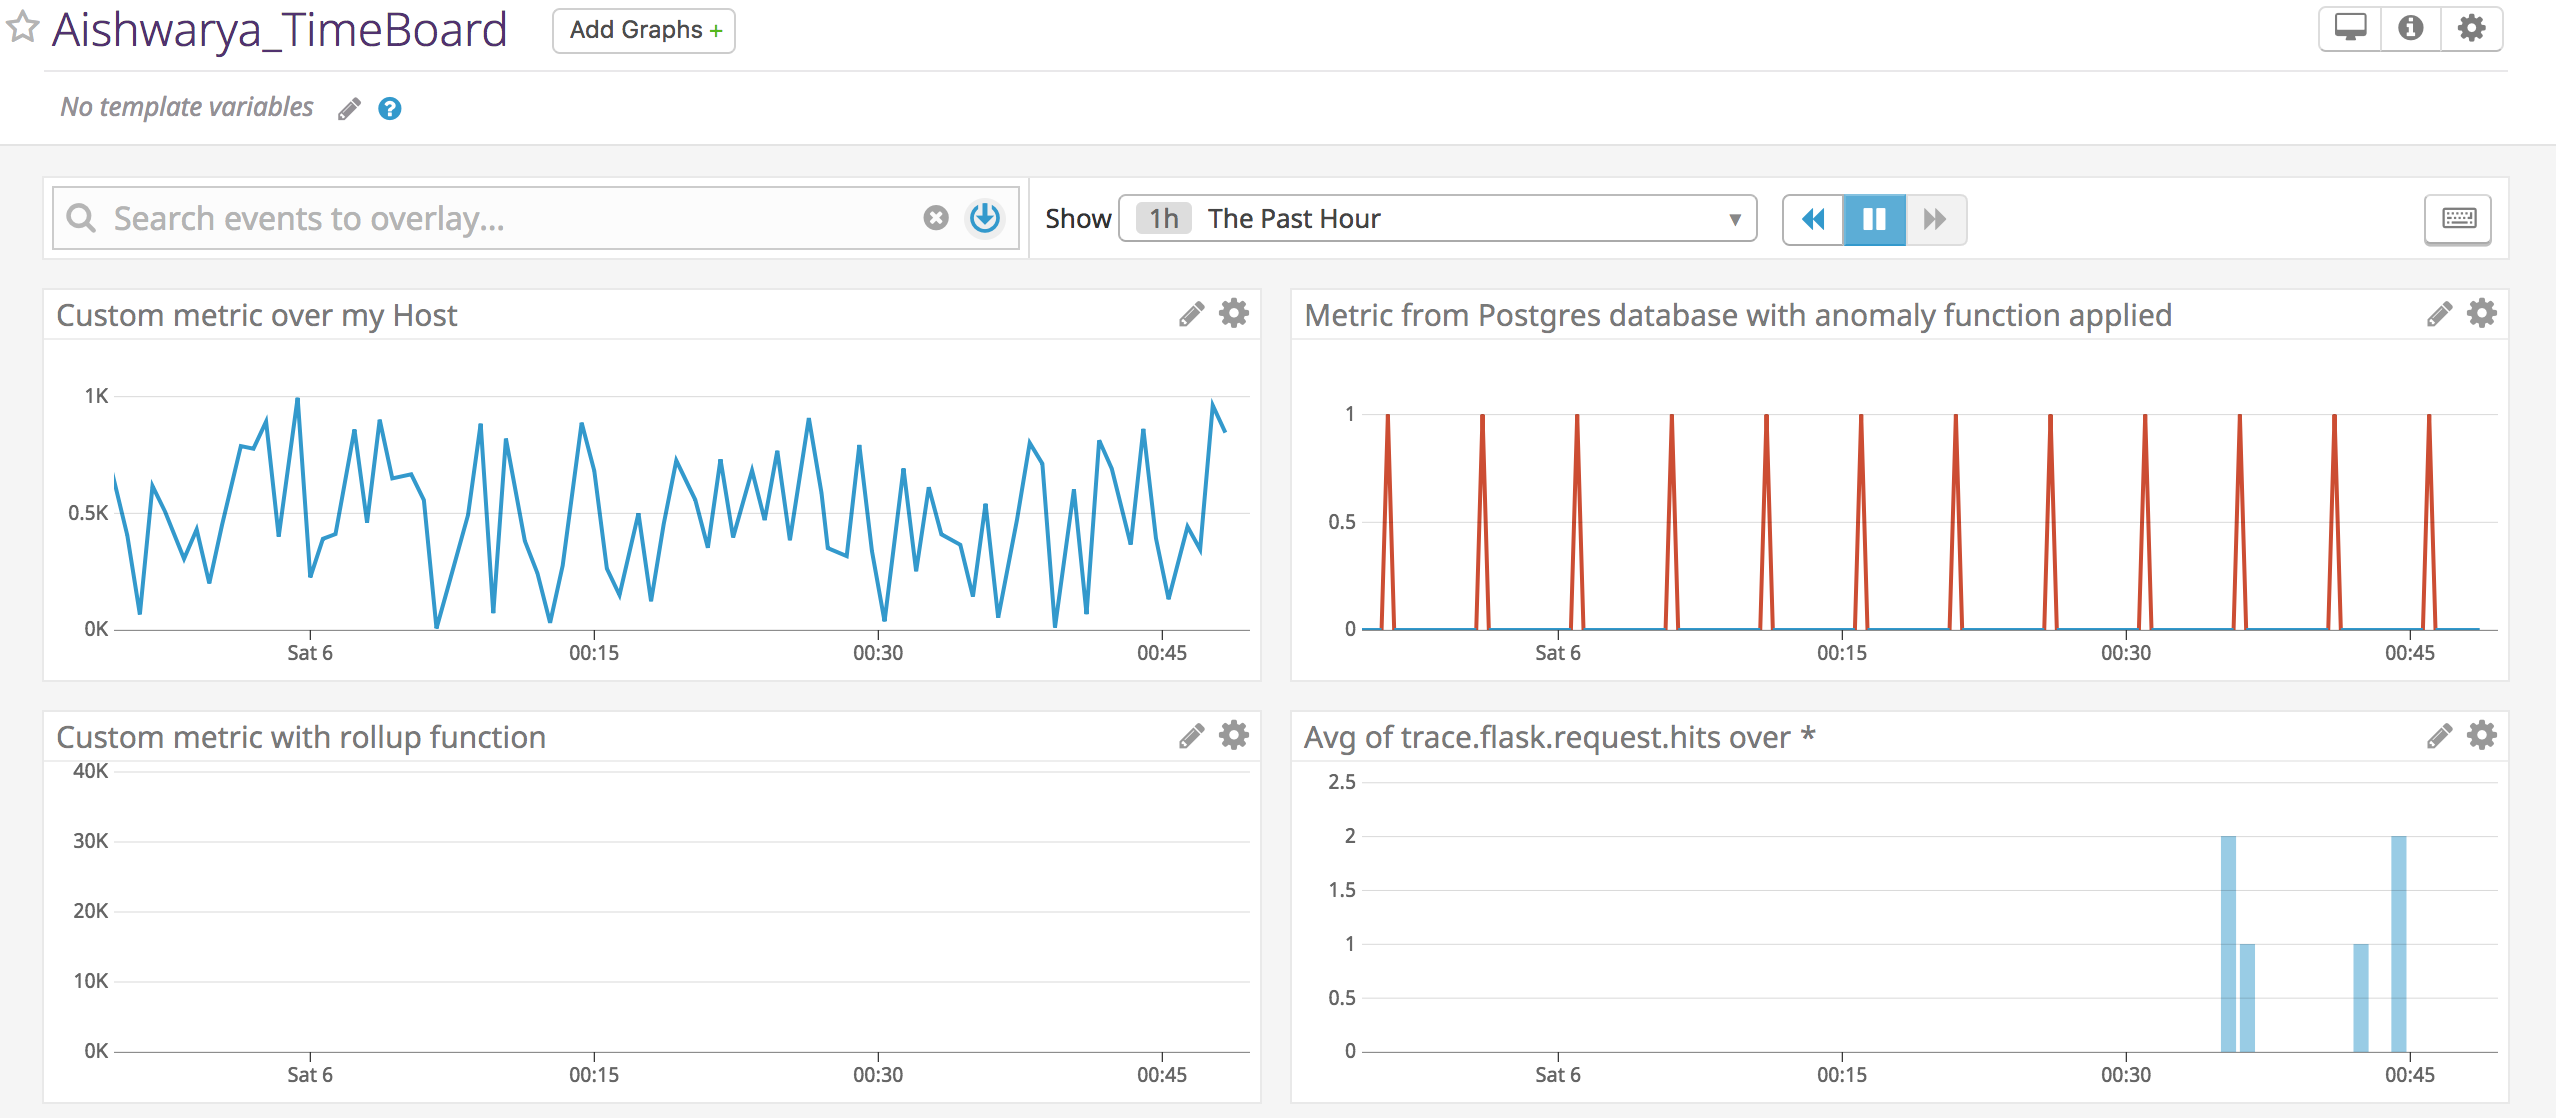 Aishwarya_TimeBoard
Add Graphs +
No template variables
Search events to overlay...
Show
1h The Past Hour
Custom metric over my Host
1K
0.5K
0K
Sat 6 00:15 00:30 00:45
Metric from Postgres database with anomaly function applied
1
0.5
0
Sat 6 00:15 00:30 00:45
Custom metric with rollup function
40K
30K
20K
10K
0K
Sat 6 00:15 00:30 00:45
Avg of trace.flask.request.hits over *
2.5
2
1.5
1
0.5
0
Sat 6 00:15 00:30 00:45